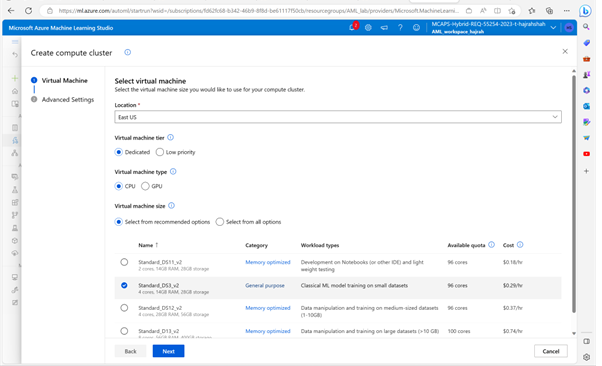 https://ml.azure.com/automl/startrun?wsid=/subscriptions/fd62fc68-b342-46b9-8f8d-be61117f50cb/resourcegroups/AML_lab/providers/Microsoft.MachineLearni...
Microsoft Azure Machine Learning Studio
2
MCAPS-Hybrid-REQ-55254-2023-t-hajrahshah
AML_workspace_hajrah
Create compute cluster
1 Virtual Machine
2 Advanced Settings
Select virtual machine
Select the virtual machine size you would like to use for your compute cluster.
Location *
East US
Virtual machine tier
Dedicated Low priority
Virtual machine type
CPU GPU
Virtual machine size
Select from recommended options Select from all options
Name ↑ Category Workload types Available quota Cost
Standard_DS11_v2 Memory optimized Development on Notebooks (or other IDE) and light weight testing 96 cores $0.18/hr
2 cores, 14GB RAM, 28GB storage
Standard_DS3_v2 General purpose Classical ML model training on small datasets 96 cores $0.29/hr
4 cores, 14GB RAM, 28GB storage
Standard_DS12_v2 Memory optimized Data manipulation and training on medium-sized datasets (1-10GB) 96 cores $0.37/hr
4 cores, 28GB RAM, 56GB storage
Standard_D13_v2 Memory optimized Data manipulation and training on large datasets (>10 GB) 100 cores $0.74/hr
Back Next Cancel